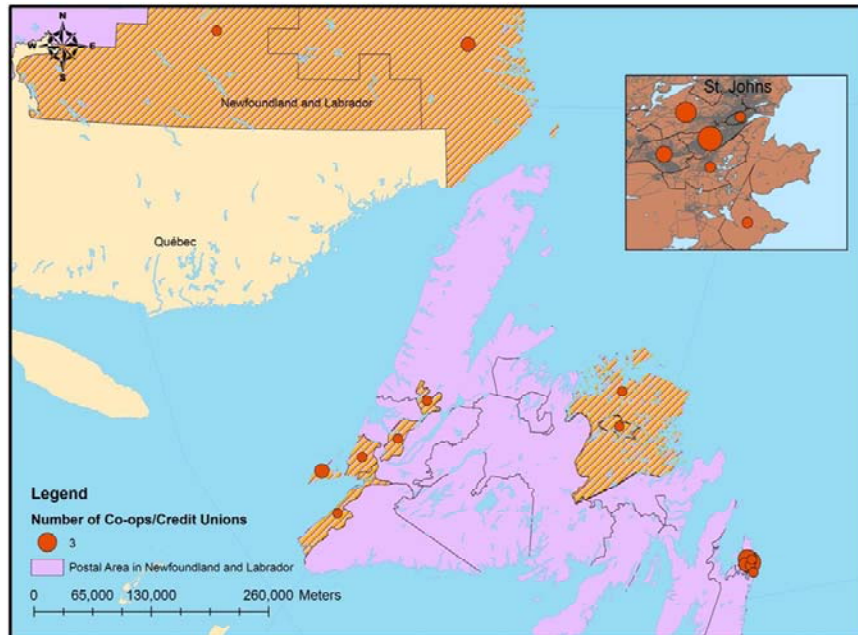 N
W E
S
Newfoundland and Labrador
St. Johns
Québec
Legend
Number of Co-ops/Credit Unions
3
Postal Area in Newfoundland and Labrador
0 65,000 130,000 260,000 Meters